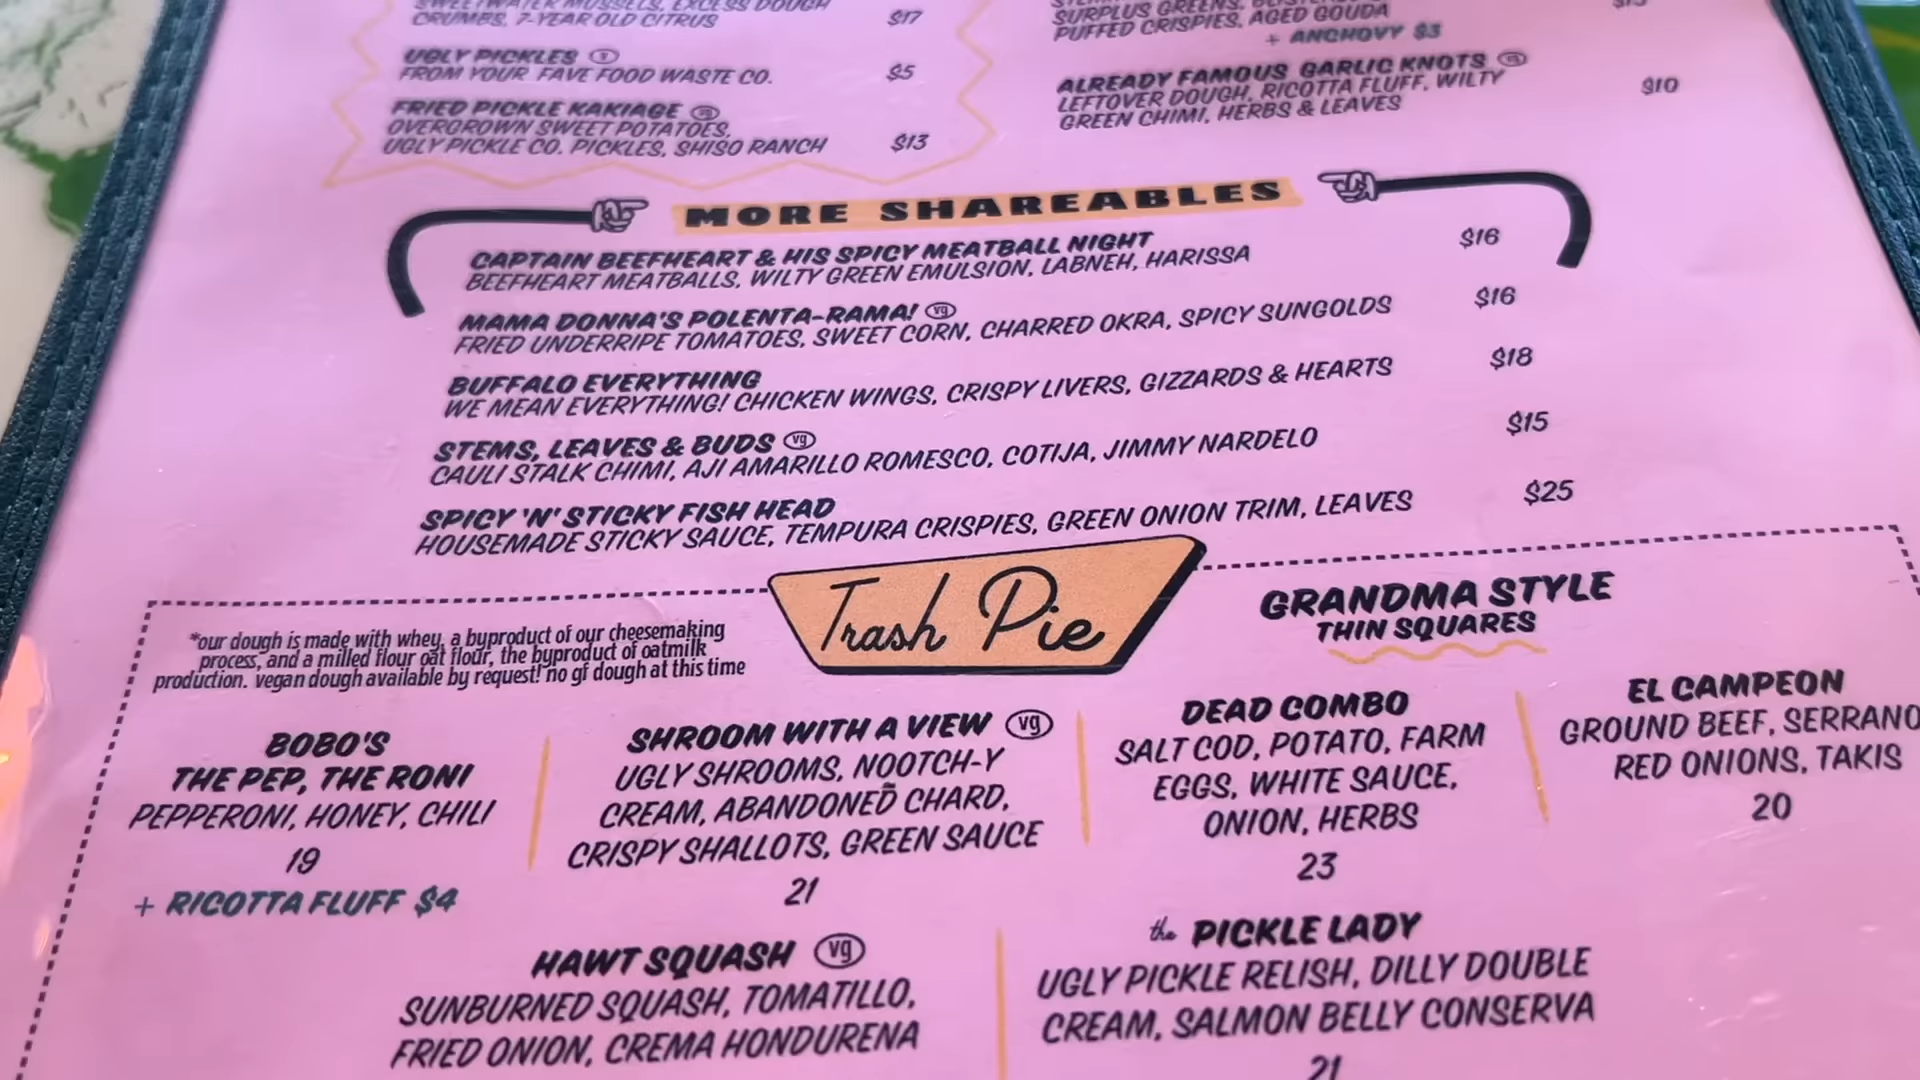 SWEETWATER MUSSELS, EXCESS DOUGH
CRUMBS, 7-YEAR OLD CITRUS $17
UGLY PICKLES V
FROM YOUR FAVE FOOD WASTE CO. $5
FRIED PICKLE KAKIAGE vg
OVERGROWN SWEET POTATOES,
UGLY PICKLE CO. PICKLES, SHISO RANCH $13
SURPLUS GREENS,
PUFFED CRISPIES, AGED GOUDA
+ ANCHOVY $3
ALREADY FAMOUS GARLIC KNOTS vg
LEFTOVER DOUGH, RICOTTA FLUFF, WILTY
GREEN CHIMI, HERBS & LEAVES $10
MORE SHAREABLES
CAPTAIN BEEFHEART & HIS SPICY MEATBALL NIGHT $16
BEEFHEART MEATBALLS, WILTY GREEN EMULSION, LABNEH, HARISSA
MAMA DONNA'S POLENTA-RAMA! vg $16
FRIED UNDERRIPE TOMATOES, SWEET CORN, CHARRED OKRA, SPICY SUNGOLDS
BUFFALO EVERYTHING $18
WE MEAN EVERYTHING! CHICKEN WINGS, CRISPY LIVERS, GIZZARDS & HEARTS
STEMS, LEAVES & BUDS vg $15
CAULI STALK CHIMI, AJI AMARILLO ROMESCO, COTIJA, JIMMY NARDELO
SPICY 'N' STICKY FISH HEAD $25
HOUSEMADE STICKY SAUCE, TEMPURA CRISPIES, GREEN ONION TRIM, LEAVES
Trash Pie
*our dough is made with whey, a byproduct of our cheesemaking
process, and a milled flour oat flour, the byproduct of oatmilk
production. vegan dough available by request! no gf dough at this time
GRANDMA STYLE
THIN SQUARES
BOBO'S
THE PEP, THE RONI
PEPPERONI, HONEY, CHILI
19
+ RICOTTA FLUFF $4
SHROOM WITH A VIEW vg
UGLY SHROOMS, NOOTCH-Y
CREAM, ABANDONED CHARD,
CRISPY SHALLOTS, GREEN SAUCE
21
DEAD COMBO
SALT COD, POTATO, FARM
EGGS, WHITE SAUCE,
ONION, HERBS
23
EL CAMPEON
GROUND BEEF, SERRANO
RED ONIONS, TAKIS
20
HAWT SQUASH vg
SUNBURNED SQUASH, TOMATILLO,
FRIED ONION, CREMA HONDURENA
the PICKLE LADY
UGLY PICKLE RELISH, DILLY DOUBLE
CREAM, SALMON BELLY CONSERVA
21